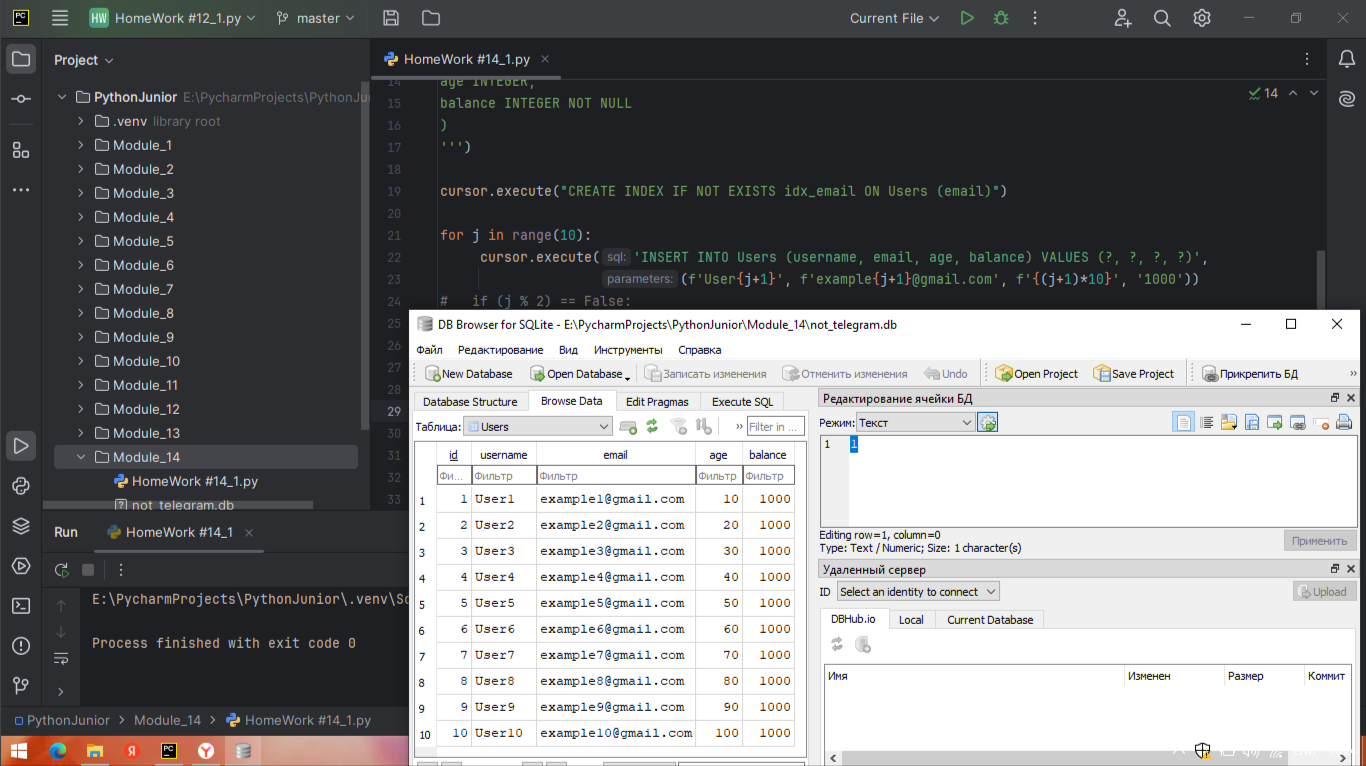 PC
HW HomeWork #12_1.py master Current File
Project
PythonJunior E:\PycharmProjects\PythonJu
.venv library root
Module_1
Module_2
Module_3
Module_4
Module_5
Module_6
Module_7
Module_8
Module_9
Module_10
Module_11
Module_12
Module_13
Module_14
HomeWork #14_1.py
not_telegram.db
HomeWork #14_1.py
14
14 age INTEGER,
15 balance INTEGER NOT NULL
16 )
17 ''')
18
19 cursor.execute("CREATE INDEX IF NOT EXISTS idx_email ON Users (email)")
20
21 for j in range(10):
22 cursor.execute( sql: 'INSERT INTO Users (username, email, age, balance) VALUES (?, ?, ?, ?)',
23 parameters: (f'User{j+1}', f'example{j+1}@gmail.com', f'{(j+1)*10}', '1000'))
24 # if (j % 2) == False:
25
26
27
28
29
30
31
32
33
Run HomeWork #14_1
E:\PycharmProjects\PythonJunior\.venv\Sc
Process finished with exit code 0
PythonJunior > Module_14 > HomeWork #14_1.py
DB Browser for SQLite - E:\PycharmProjects\PythonJunior\Module_14\not_telegram.db
Файл Редактирование Вид Инструменты Справка
New Database Open Database Записать изменения Отменить изменения Undo Open Project Save Project Прикрепить БД »
Database Structure Browse Data Edit Pragmas Execute SQL
Таблица: Users » Filter in ...
id username email age balance
Фи... Фильтр Фильтр Фильтр Фильтр
1 1 User1 example1@gmail.com 10 1000
2 2 User2 example2@gmail.com 20 1000
3 3 User3 example3@gmail.com 30 1000
4 4 User4 example4@gmail.com 40 1000
5 5 User5 example5@gmail.com 50 1000
6 6 User6 example6@gmail.com 60 1000
7 7 User7 example7@gmail.com 70 1000
8 8 User8 example8@gmail.com 80 1000
9 9 User9 example9@gmail.com 90 1000
10 10 User10 example10@gmail.com 100 1000
Редактирование ячейки БД
Режим: Текст
1 1
Editing row=1, column=0
Type: Text / Numeric; Size: 1 character(s)
Применить
Удаленный сервер
ID Select an identity to connect Upload
DBHub.io Local Current Database
Имя Изменен Размер Коммит
Я PC Y